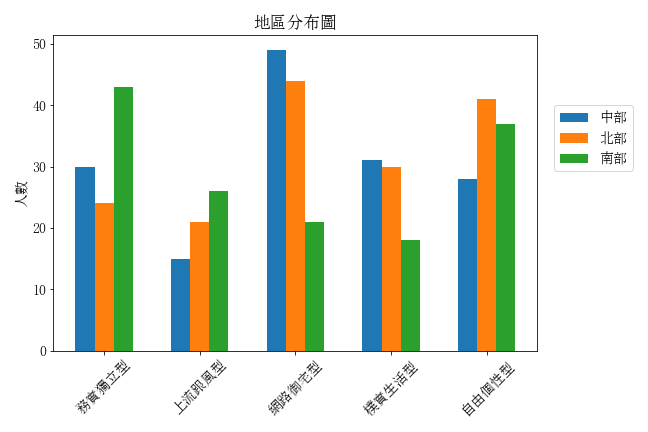 地區分布圖
人數
50
40
30
20
10
0
務實獨立型
上流跟風型
網路御宅型
樸實生活型
自由個性型
中部
北部
南部